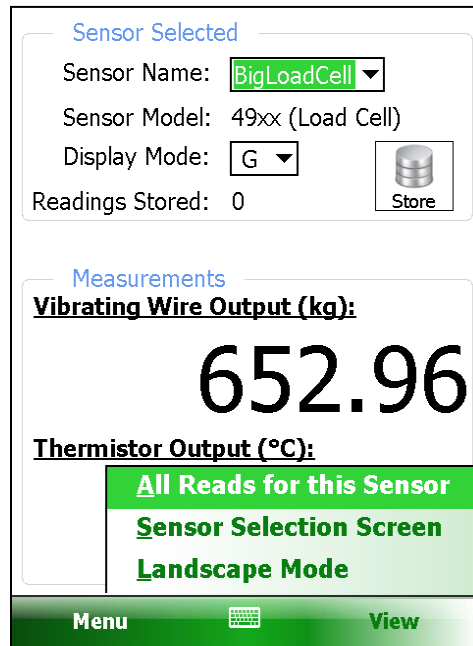 Sensor Selected
Sensor Name: BigLoadCell
Sensor Model: 49xx (Load Cell)
Display Mode: G
Readings Stored: 0
Store
Measurements
Vibrating Wire Output (kg):
652.96
Thermistor Output (°C):
All Reads for this Sensor
Sensor Selection Screen
Landscape Mode
Menu View